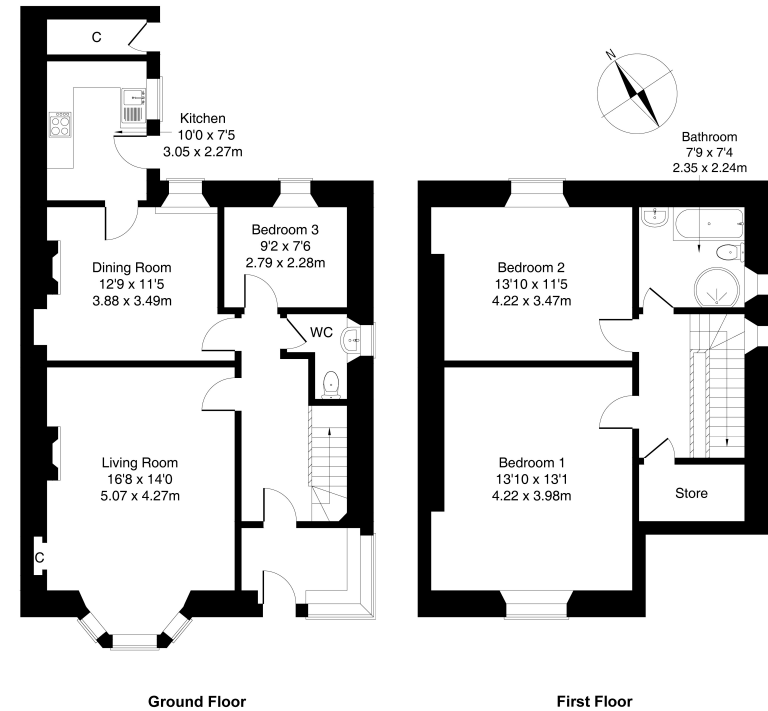 C
N
Kitchen
10'0 x 7'5
3.05 x 2.27m
Bathroom
7'9 x 7'4
2.35 x 2.24m
Bedroom 3
9'2 x 7'6
2.79 x 2.28m
Dining Room
12'9 x 11'5
3.88 x 3.49m
Bedroom 2
13'10 x 11'5
4.22 x 3.47m
WC
Living Room
16'8 x 14'0
5.07 x 4.27m
Bedroom 1
13'10 x 13'1
4.22 x 3.98m
Store
C
Ground Floor
First Floor